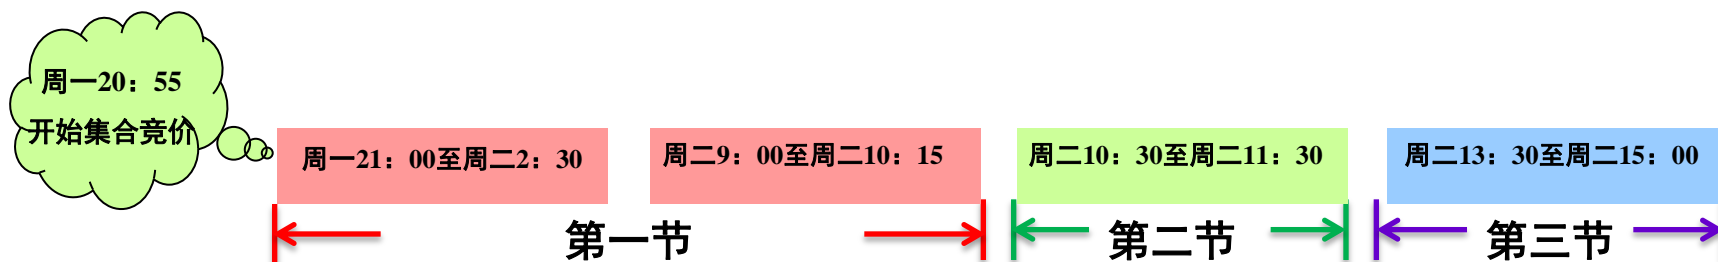 周一20：55
开始集合竞价
周一21：00至周二2：30
周二9：00至周二10：15
周二10：30至周二11：30
周二13：30至周二15：00
第一节
第二节
第三节